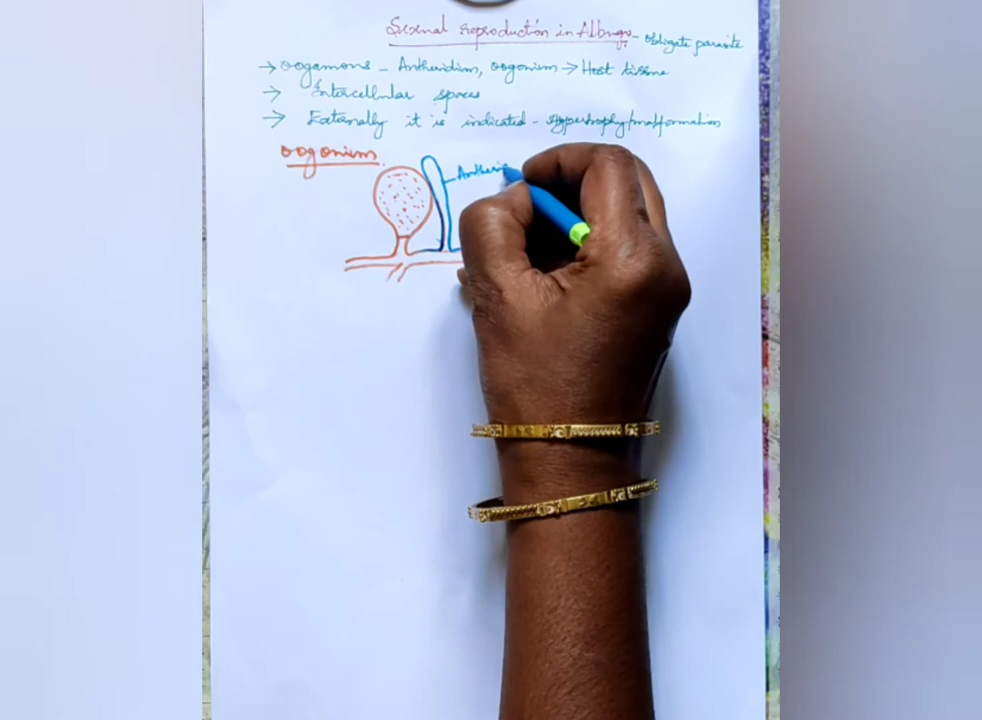 Sexual reproduction in Albugo - obligate parasite
→ oogamous - Antheridium, oogonium → Host tissue
→ Intercellular spaces
→ Externally it is indicated - Hypertrophy/malformation
oogonium
Antheri